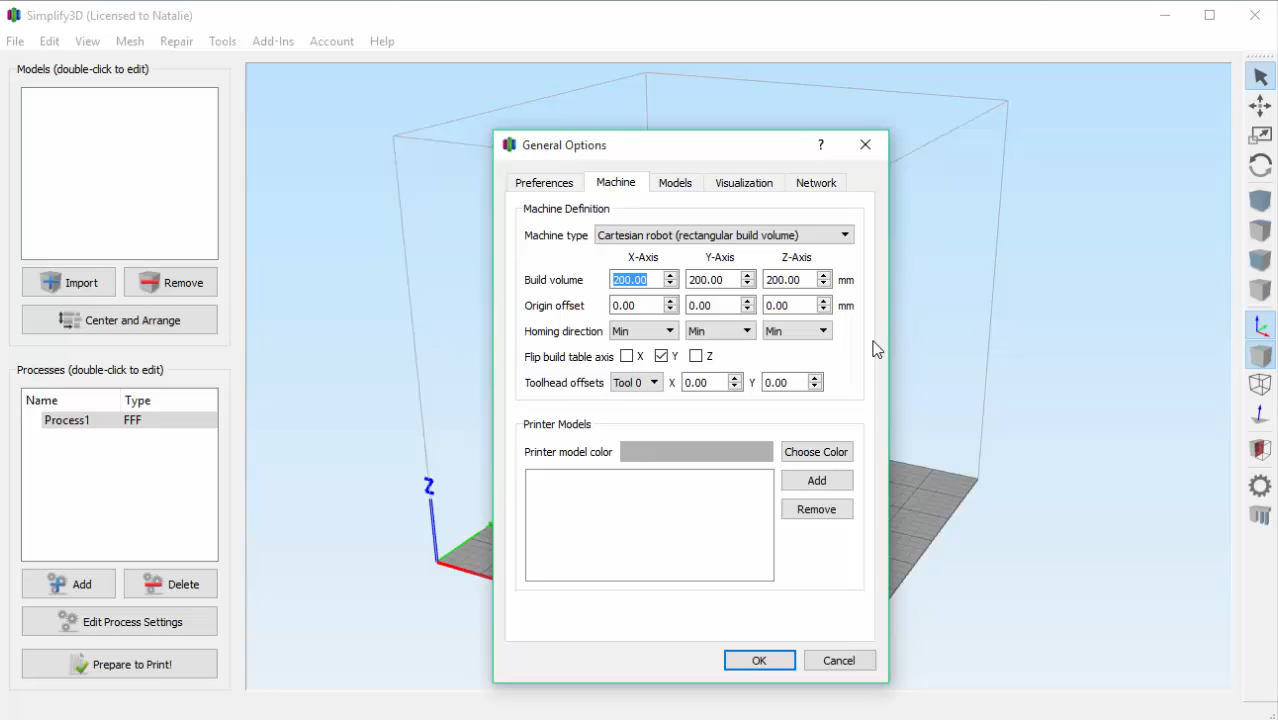 Simplify3D (Licensed to Natalie)
File Edit View Mesh Repair Tools Add-Ins Account Help
Models (double-click to edit)
Import Remove
Center and Arrange
Processes (double-click to edit)
Name Type
Process1 FFF
Add Delete
Edit Process Settings
Prepare to Print!
Z
General Options ?
Preferences Machine Models Visualization Network
Machine Definition
Machine type Cartesian robot (rectangular build volume)
X-Axis Y-Axis Z-Axis
Build volume 200.00 200.00 200.00 mm
Origin offset 0.00 0.00 0.00 mm
Homing direction Min Min Min
Flip build table axis X Y Z
Toolhead offsets Tool 0 X 0.00 Y 0.00
Printer Models
Printer model color Choose Color
Add
Remove
OK Cancel